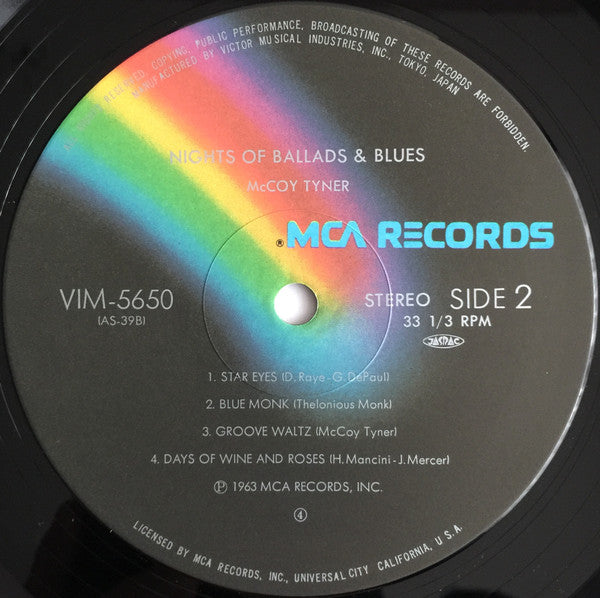 ALL RIGHTS RESERVED. COPYING, PUBLIC PERFORMANCE, BROADCASTING OF THESE RECORDS ARE FORBIDDEN.
MANUFACTURED BY VICTOR MUSICAL INDUSTRIES, INC., TOKYO, JAPAN
NIGHTS OF BALLADS & BLUES
McCOY TYNER
® MCA RECORDS
VIM-5650
(AS-39B)
STEREO SIDE 2
33 1/3 RPM
JASRAC
1. STAR EYES (D. Raye-G. DePaul)
2. BLUE MONK (Thelonious Monk)
3. GROOVE WALTZ (McCoy Tyner)
4. DAYS OF WINE AND ROSES (H. Mancini-J. Mercer)
℗ 1963 MCA RECORDS, INC.
④
LICENSED BY MCA RECORDS, INC., UNIVERSAL CITY CALIFORNIA, U.S.A.